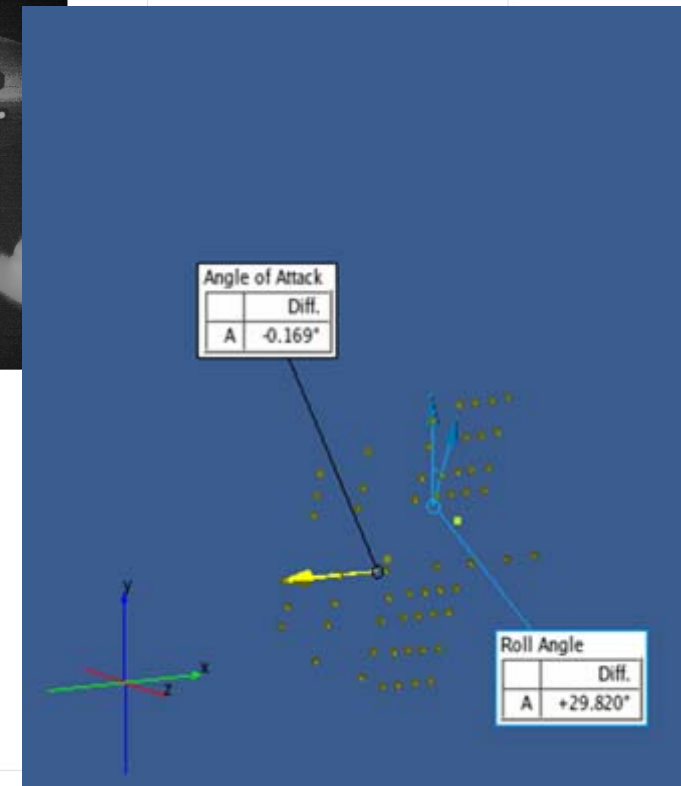 Angle of Attack
Diff.
A -0.169°
y
x
z
Roll Angle
Diff.
A +29.820°